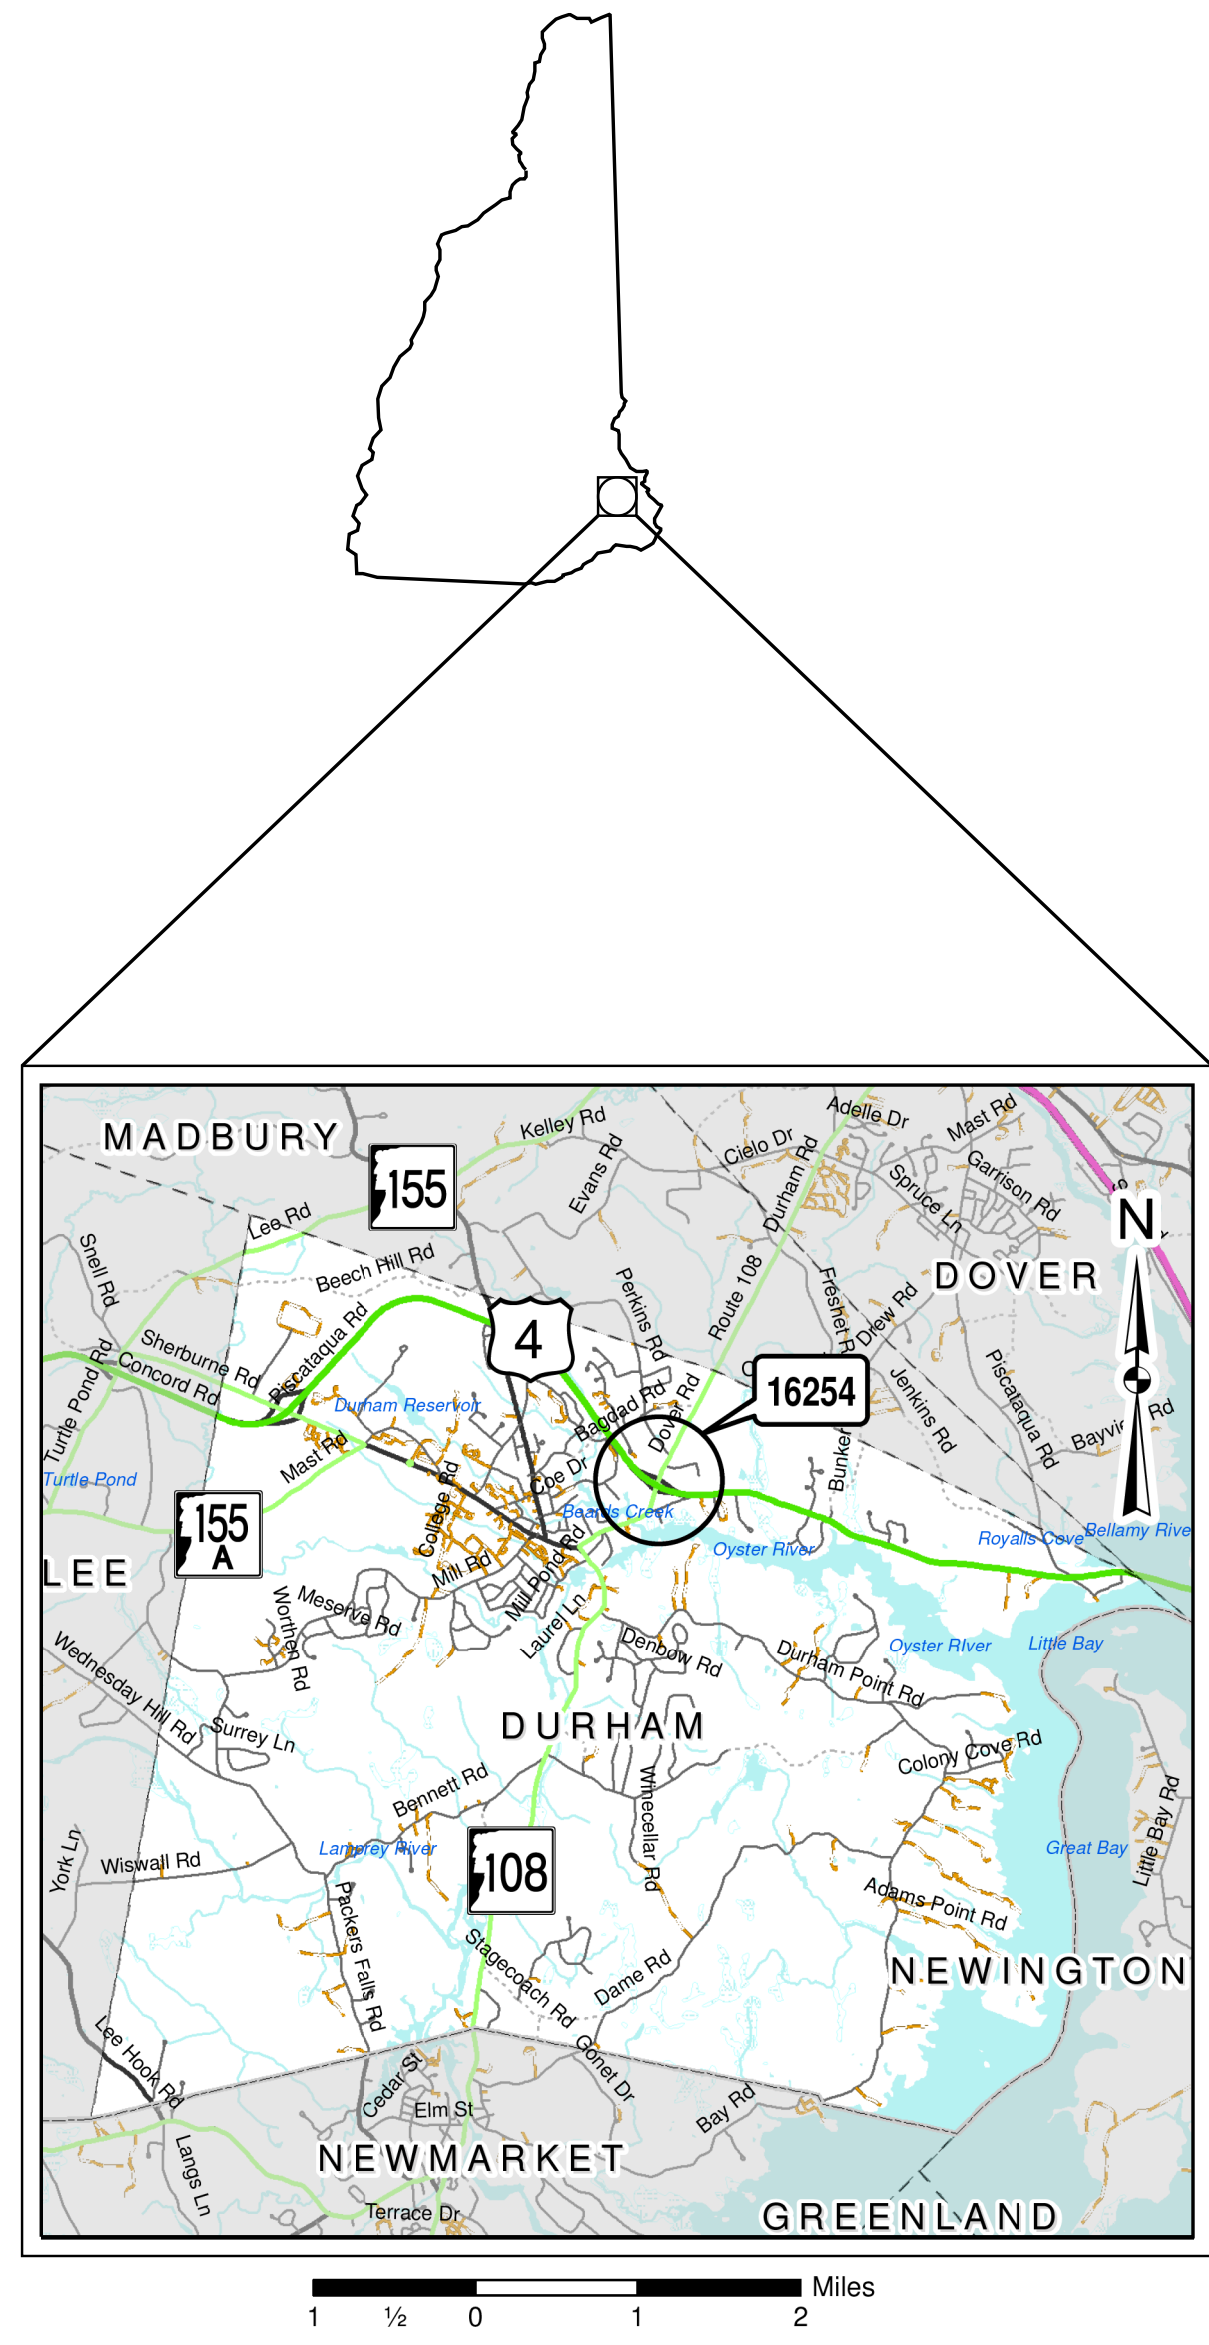 MADBURY
155
Kelley Rd
Adelle Dr
Mast Rd
Cielo Dr
Evans Rd
Durham Rd
Spruce Ln
Garrison Rd
N
Lee Rd
Snell Rd
Beech Hill Rd
DOVER
Perkins Rd
Route 108
Freshet R
Drew Rd
Piscataqua Rd
4
Sherburne Rd
Concord Rd
Turtle Pond Rd
16254
Jenkins Rd
Piscataqua Rd
Durham Reservoir
Bagdad Rd
Dover Rd
Bayvie
Rd
Mast Rd
Turtle Pond
Coe Dr
College Rd
Bunker
155
A
Beards Creek
Oyster River
Royalls Cove
Bellamy Rive
LEE
Mill Rd
Mill Pond Rd
Meserve Rd
Worthen Rd
Laurel Ln
Denbow Rd
Durham Point Rd
Oyster RIver
Little Bay
Wednesday Hill Rd
Surrey Ln
DURHAM
Colony Cove Rd
Bennett Rd
Winecellar Rd
Little Bay Rd
Lamprey River
Great Bay
York Ln
Wiswall Rd
108
Packers Falls Rd
Adams Point Rd
Stagecoach Rd
Dame Rd
NEWINGTON
Lee Hook Rd
Gonet Dr
Cedar St
Elm St
Bay Rd
Langs Ln
NEWMARKET
Terrace Dr
GREENLAND
Miles
1 ½ 0 1 2